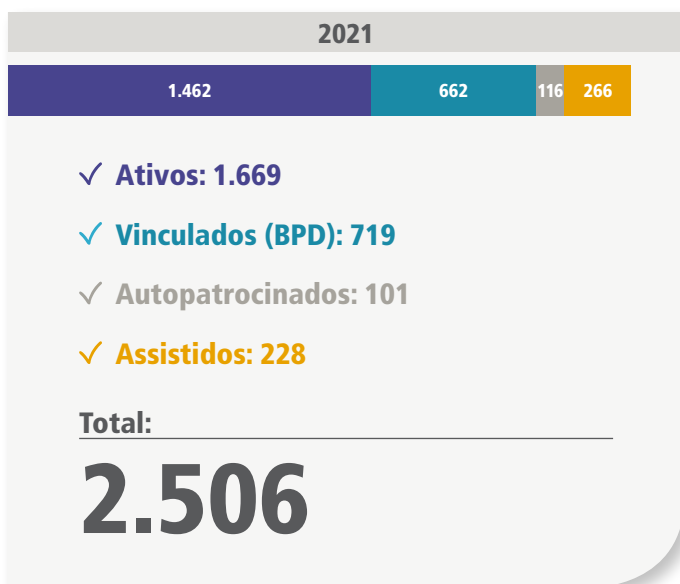 2021
1.462 662 116 266
Ativos: 1.669
Vinculados (BPD): 719
Autopatrocinados: 101
Assistidos: 228
Total:
2.506